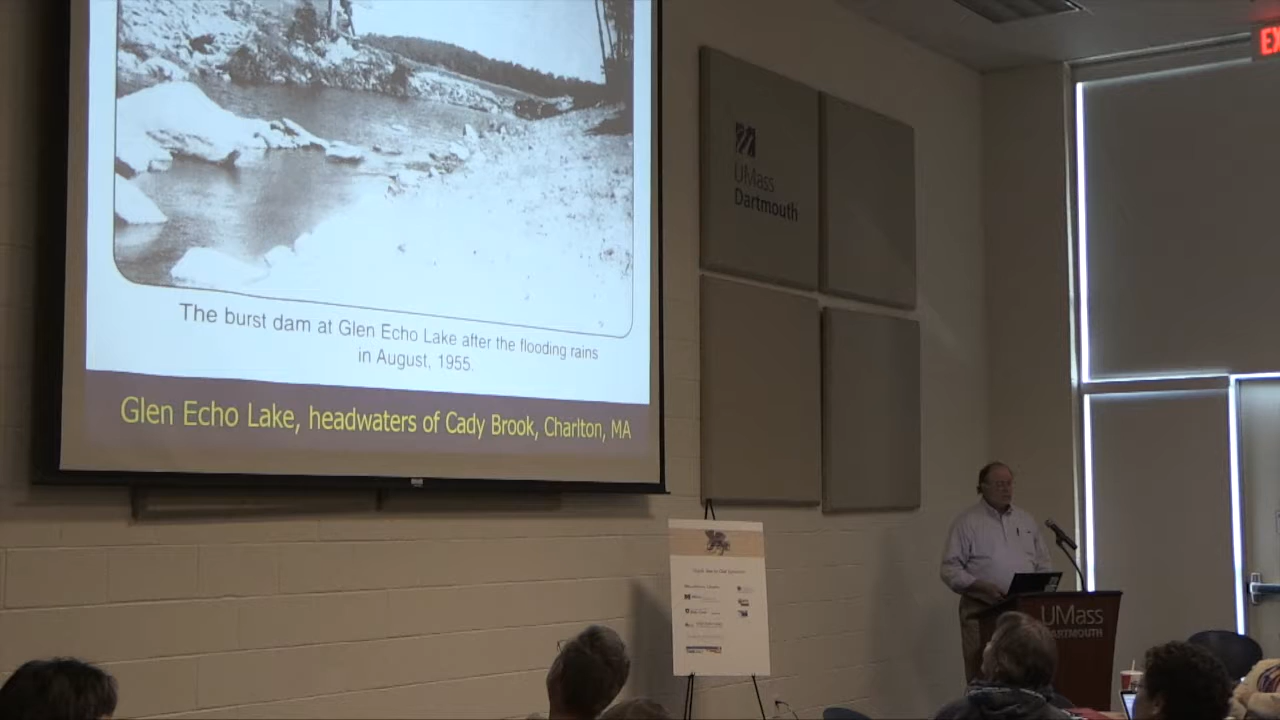 The burst dam at Glen Echo Lake after the flooding rains
in August, 1955.
Glen Echo Lake, headwaters of Cady Brook, Charlton, MA
UMass
Dartmouth
EX
UMASS
DARTMOUTH